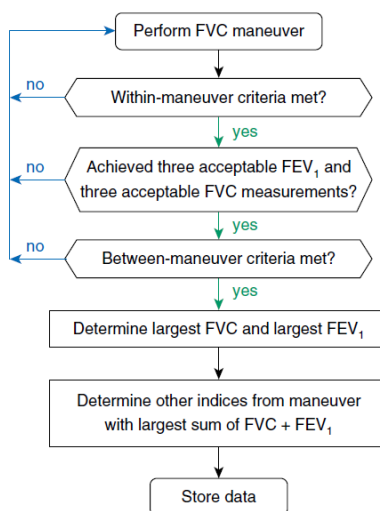 Perform FVC maneuver
no
Within-maneuver criteria met?
yes
no
Achieved three acceptable FEV₁ and
three acceptable FVC measurements?
yes
no
Between-maneuver criteria met?
yes
Determine largest FVC and largest FEV₁
Determine other indices from maneuver
with largest sum of FVC + FEV₁
Store data